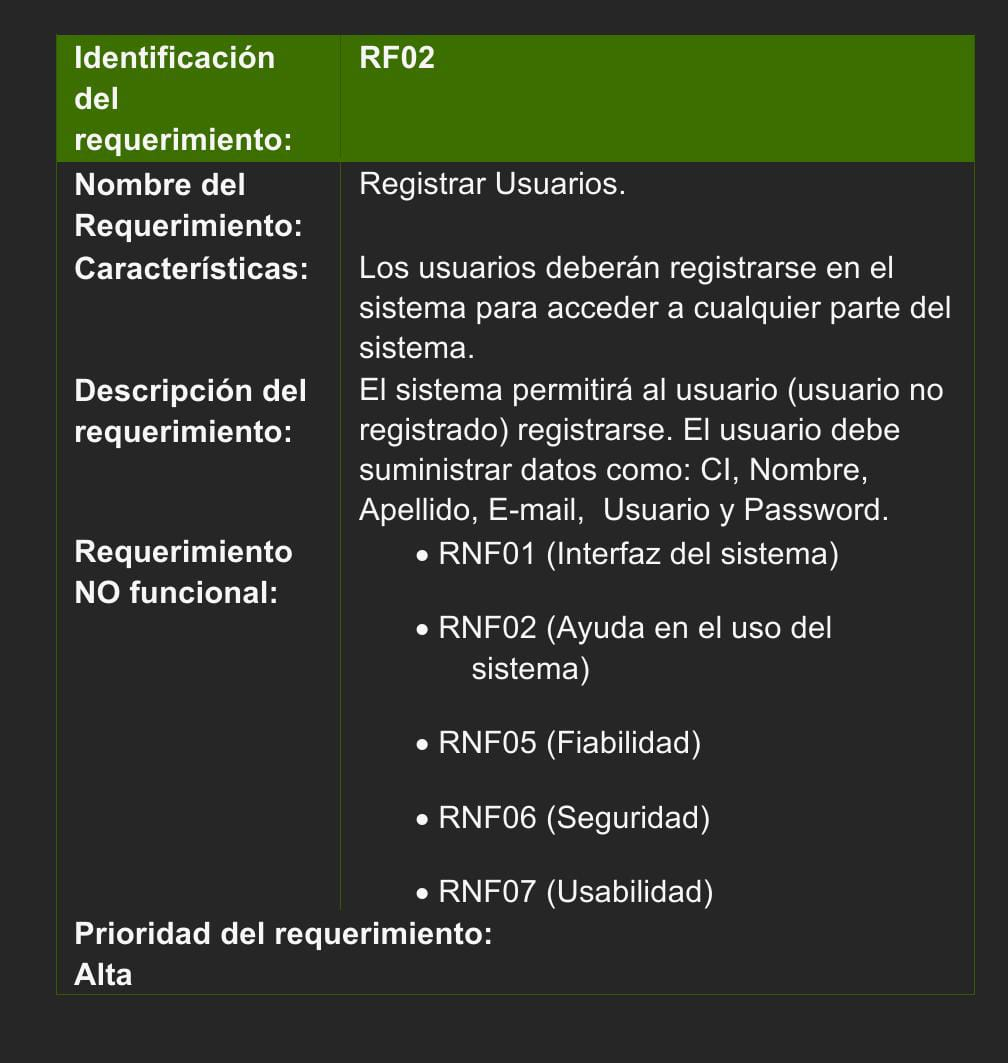 Identificación
del
requerimiento:
RF02
Nombre del
Requerimiento:
Registrar Usuarios.
Características:
Los usuarios deberán registrarse en el
sistema para acceder a cualquier parte del
sistema.
Descripción del
requerimiento:
El sistema permitirá al usuario (usuario no
registrado) registrarse. El usuario debe
suministrar datos como: CI, Nombre,
Apellido, E-mail,  Usuario y Password.
Requerimiento
NO funcional:
• RNF01 (Interfaz del sistema)
• RNF02 (Ayuda en el uso del
sistema)
• RNF05 (Fiabilidad)
• RNF06 (Seguridad)
• RNF07 (Usabilidad)
Prioridad del requerimiento:
Alta